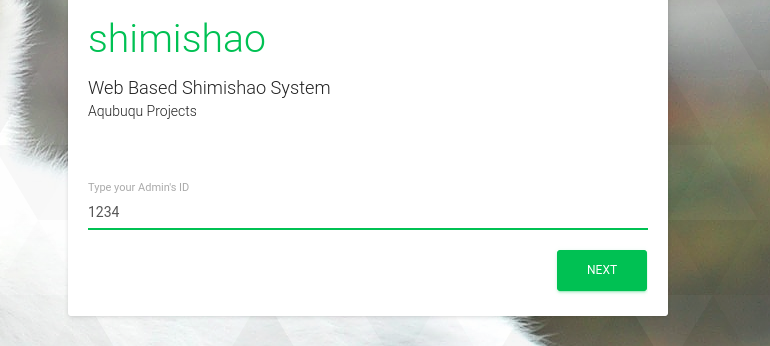 shimishao
Web Based Shimishao System
Aqubuqu Projects
Type your Admin's ID
1234
NEXT